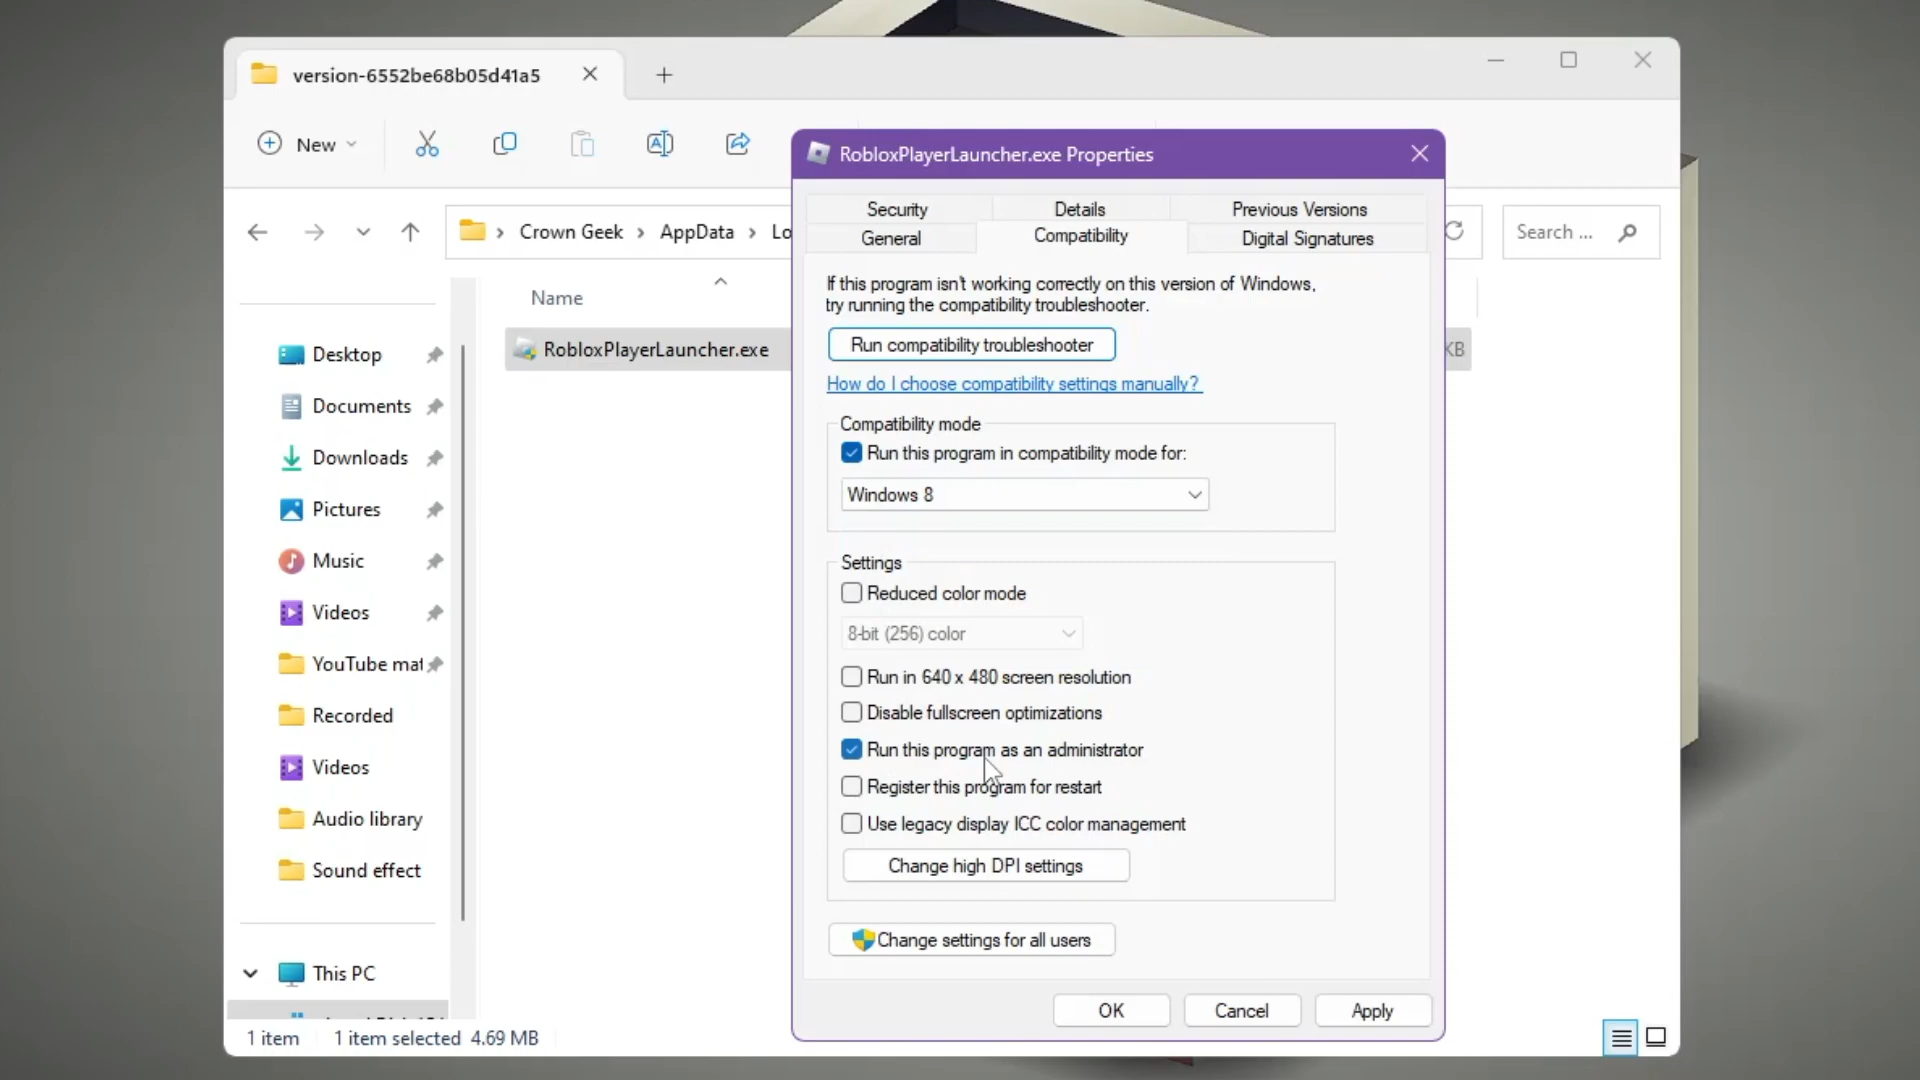 version-6552be68b05d41a5
New
Crown Geek > AppData > Lo
Search ...
Name
Desktop
Documents
Downloads
Pictures
Music
Videos
YouTube mat
Recorded
Videos
Audio library
Sound effect
This PC
1 item 1 item selected 4.69 MB
RobloxPlayerLauncher.exe
KB
RobloxPlayerLauncher.exe Properties
Security Details Previous Versions
General Compatibility Digital Signatures
If this program isn't working correctly on this version of Windows,
try running the compatibility troubleshooter.
Run compatibility troubleshooter
How do I choose compatibility settings manually?
Compatibility mode
Run this program in compatibility mode for:
Windows 8
Settings
Reduced color mode
8-bit (256) color
Run in 640 x 480 screen resolution
Disable fullscreen optimizations
Run this program as an administrator
Register this program for restart
Use legacy display ICC color management
Change high DPI settings
Change settings for all users
OK Cancel Apply